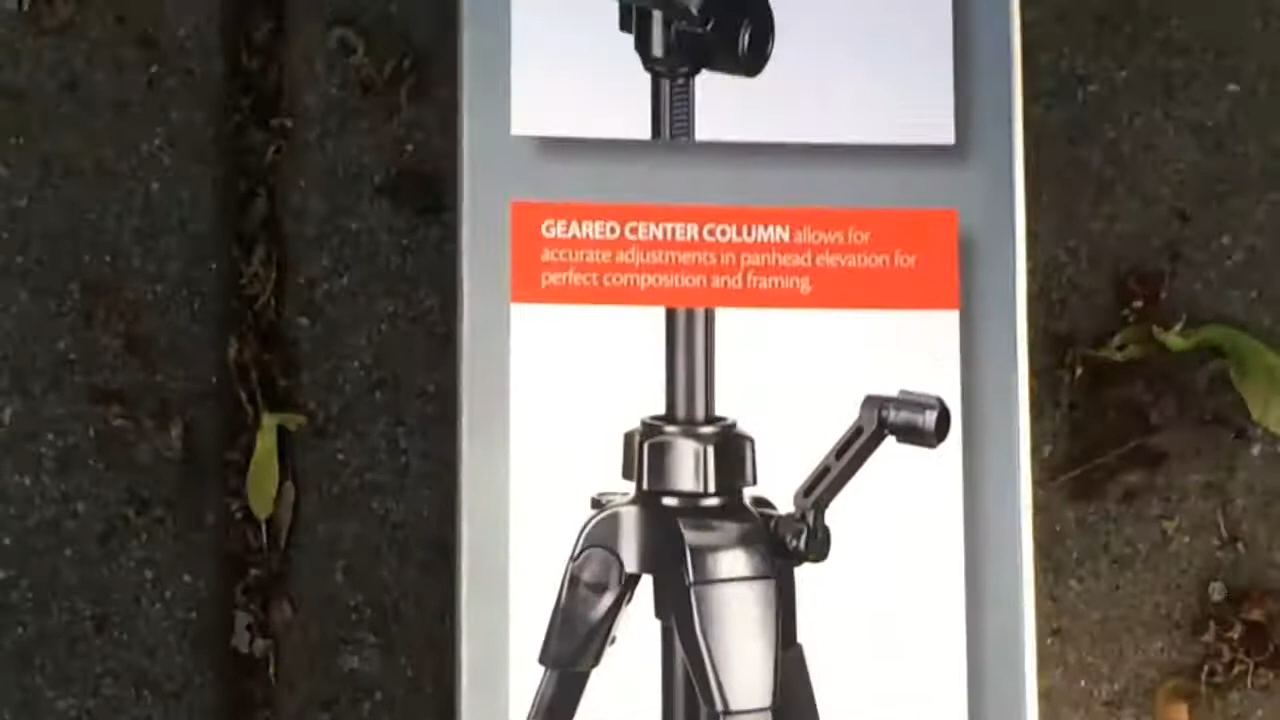 GEARED CENTER COLUMN allows for
accurate adjustments in panhead elevation for
perfect composition and framing.